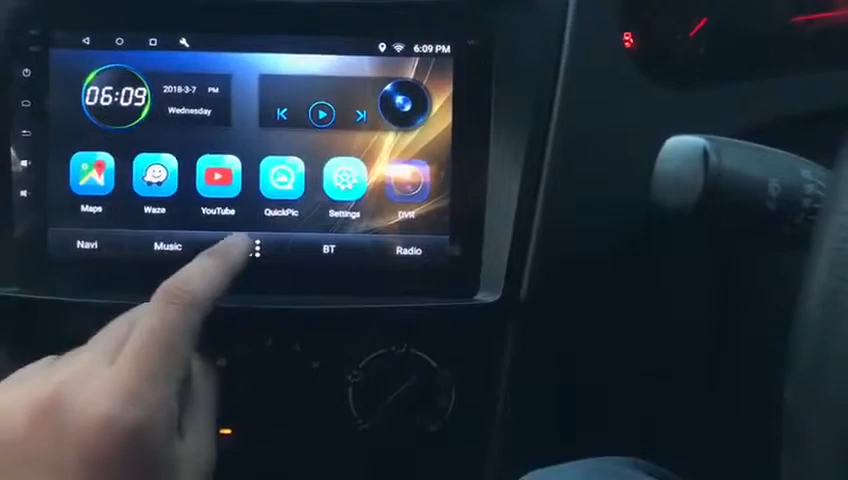 6:09 PM
06:09
2018-3-7 PM
Wednesday
Maps
Waze
YouTube
QuickPic
Settings
DVR
Navi
Music
BT
Radio